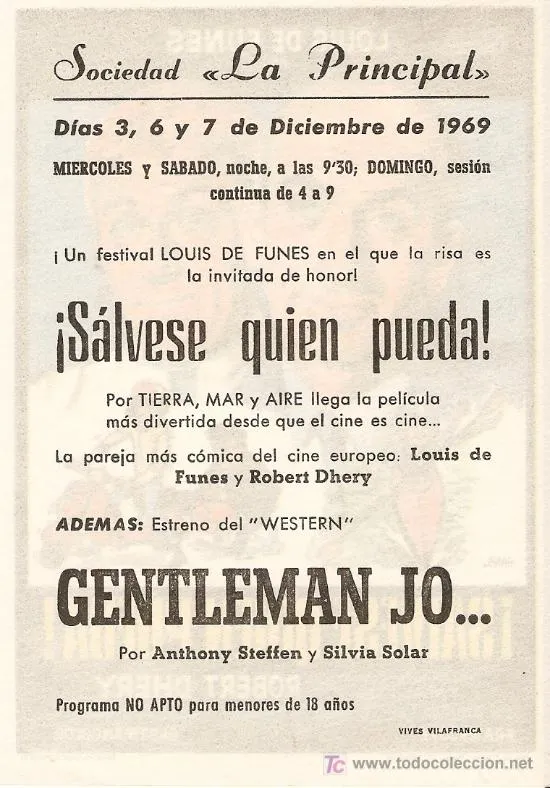 Sociedad «La Principal»
Días 3, 6 y 7 de Diciembre de 1969
MIERCOLES y SABADO, noche, a las 9'30; DOMINGO, sesión
continua de 4 a 9
¡Un festival LOUIS DE FUNES en el que la risa es
la invitada de honor!
¡Sálvese quien pueda!
Por TIERRA, MAR y AIRE llega la película
más divertida desde que el cine es cine...
La pareja más cómica del cine europeo: Louis de
Funes y Robert Dhery
ADEMAS: Estreno del "WESTERN"
GENTLEMAN JO...
Por Anthony Steffen y Silvia Solar
Programa NO APTO para menores de 18 años
VIVES VILAFRANCA
TC www.todocoleccion.net